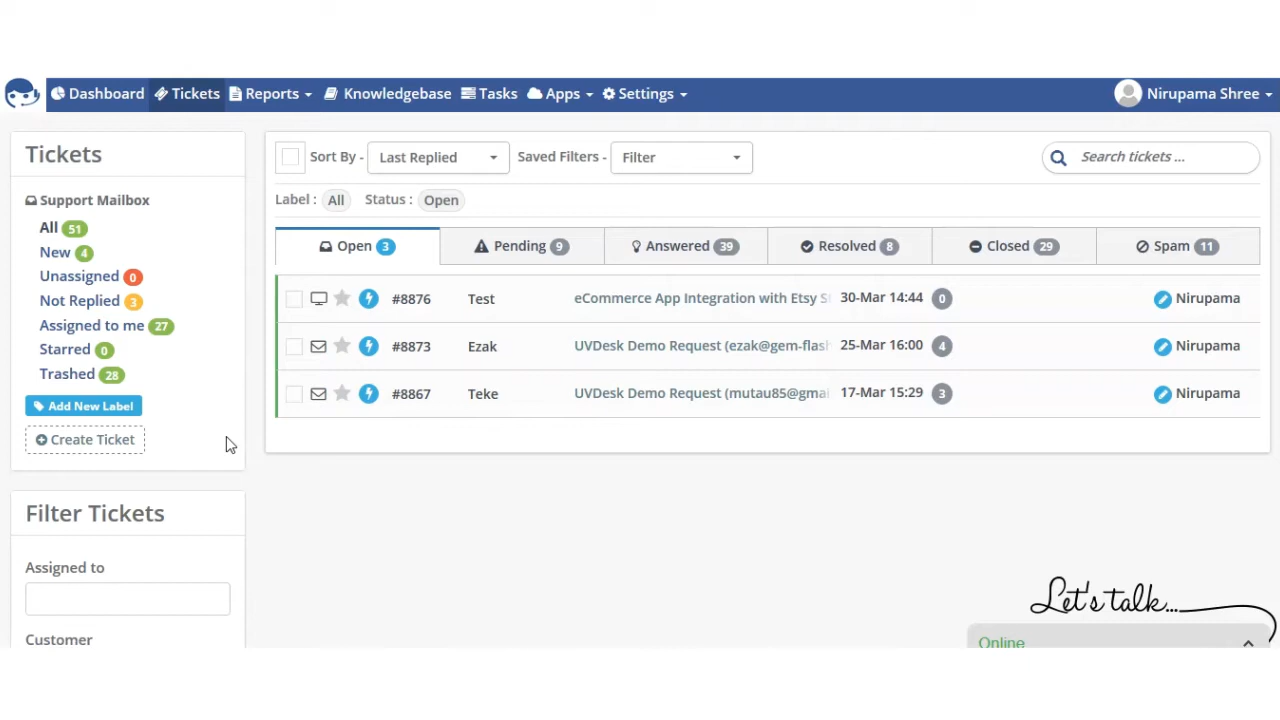 Dashboard Tickets Reports Knowledgebase Tasks Apps Settings Nirupama Shree
Tickets
Support Mailbox
All 51
New 4
Unassigned 0
Not Replied 3
Assigned to me 27
Starred 0
Trashed 28
Add New Label
Create Ticket
Filter Tickets
Assigned to
Customer
Sort By - Last Replied Saved Filters - Filter Search tickets ...
Label : All Status : Open
Open 3 Pending 9 Answered 39 Resolved 8 Closed 29 Spam 11
#8876 Test eCommerce App Integration with Etsy 30-Mar 14:44 0 Nirupama
#8873 Ezak UVDesk Demo Request (ezak@gem-flash 25-Mar 16:00 4 Nirupama
#8867 Teke UVDesk Demo Request (mutau85@gmai 17-Mar 15:29 3 Nirupama
Let's talk...
Online